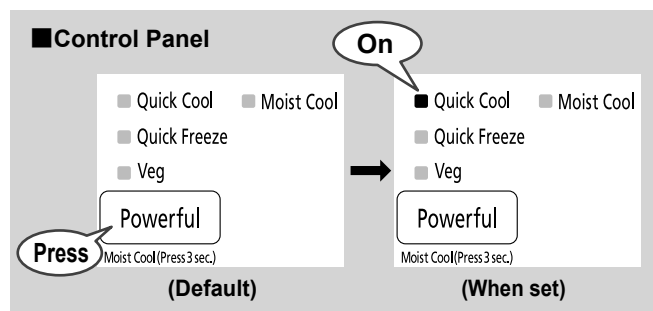 ■Control Panel
On
Quick Cool Moist Cool
Quick Freeze
Veg
Powerful
Press
Moist Cool(Press 3 sec.)
(Default)
Quick Cool Moist Cool
Quick Freeze
Veg
Powerful
Moist Cool(Press 3 sec.)
(When set)